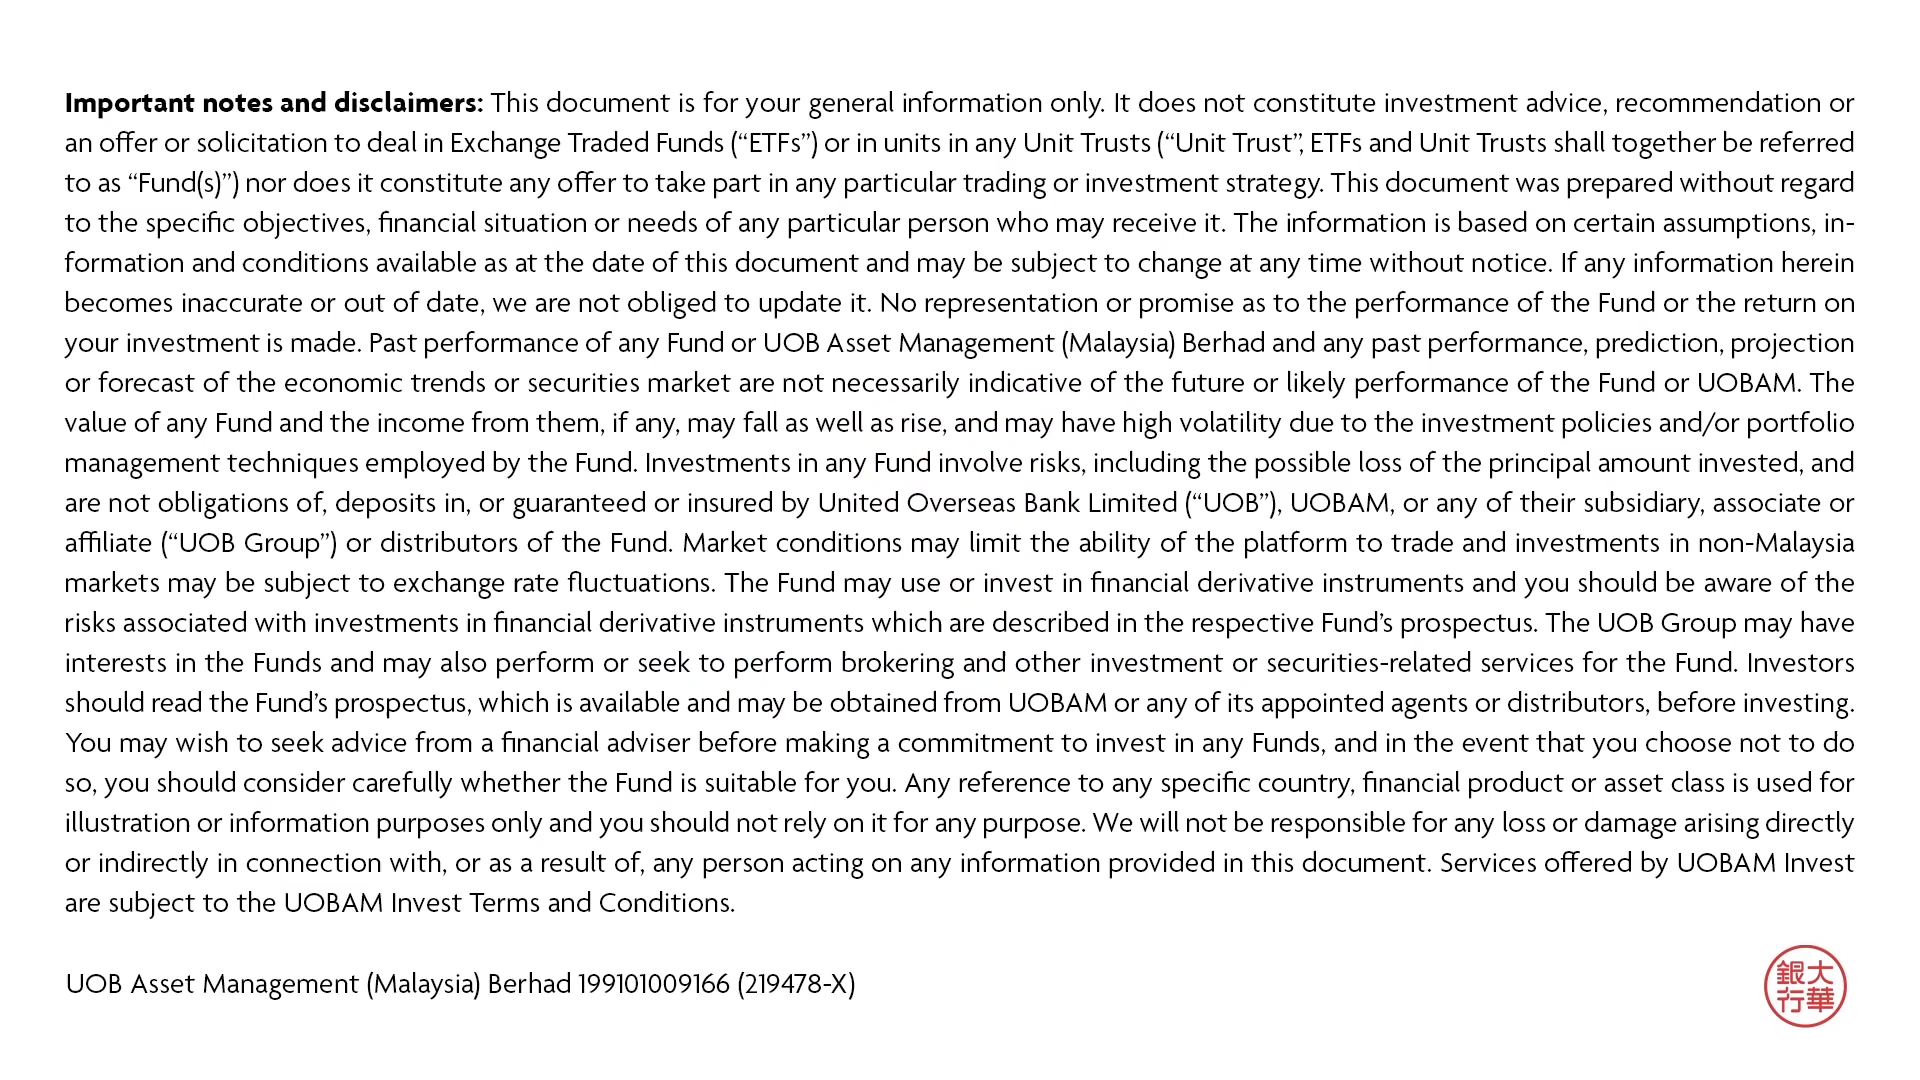 Important notes and disclaimers: This document is for your general information only. It does not constitute investment advice, recommendation or
an offer or solicitation to deal in Exchange Traded Funds (“ETFs”) or in units in any Unit Trusts (“Unit Trust”, ETFs and Unit Trusts shall together be referred
to as “Fund(s)”) nor does it constitute any offer to take part in any particular trading or investment strategy. This document was prepared without regard
to the specific objectives, financial situation or needs of any particular person who may receive it. The information is based on certain assumptions, in-
formation and conditions available as at the date of this document and may be subject to change at any time without notice. If any information herein
becomes inaccurate or out of date, we are not obliged to update it. No representation or promise as to the performance of the Fund or the return on
your investment is made. Past performance of any Fund or UOB Asset Management (Malaysia) Berhad and any past performance, prediction, projection
or forecast of the economic trends or securities market are not necessarily indicative of the future or likely performance of the Fund or UOBAM. The
value of any Fund and the income from them, if any, may fall as well as rise, and may have high volatility due to the investment policies and/or portfolio
management techniques employed by the Fund. Investments in any Fund involve risks, including the possible loss of the principal amount invested, and
are not obligations of, deposits in, or guaranteed or insured by United Overseas Bank Limited (“UOB”), UOBAM, or any of their subsidiary, associate or
affiliate (“UOB Group”) or distributors of the Fund. Market conditions may limit the ability of the platform to trade and investments in non-Malaysia
markets may be subject to exchange rate fluctuations. The Fund may use or invest in financial derivative instruments and you should be aware of the
risks associated with investments in financial derivative instruments which are described in the respective Fund’s prospectus. The UOB Group may have
interests in the Funds and may also perform or seek to perform brokering and other investment or securities-related services for the Fund. Investors
should read the Fund’s prospectus, which is available and may be obtained from UOBAM or any of its appointed agents or distributors, before investing.
You may wish to seek advice from a financial adviser before making a commitment to invest in any Funds, and in the event that you choose not to do
so, you should consider carefully whether the Fund is suitable for you. Any reference to any specific country, financial product or asset class is used for
illustration or information purposes only and you should not rely on it for any purpose. We will not be responsible for any loss or damage arising directly
or indirectly in connection with, or as a result of, any person acting on any information provided in this document. Services offered by UOBAM Invest
are subject to the UOBAM Invest Terms and Conditions.
UOB Asset Management (Malaysia) Berhad 199101009166 (219478-X)
大華
銀行